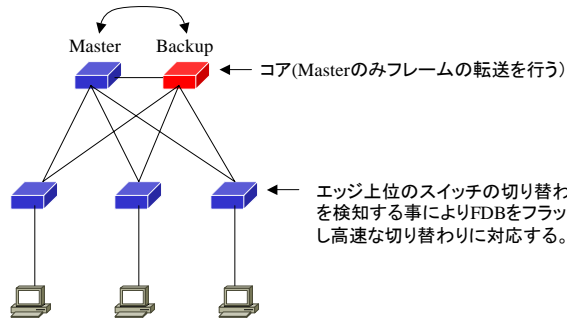 Master Backup
コア(Masterのみフレームの転送を行う)
エッジ上位のスイッチの切り替わ
を検知する事によりFDBをフラッ
し高速な切り替わりに対応する。